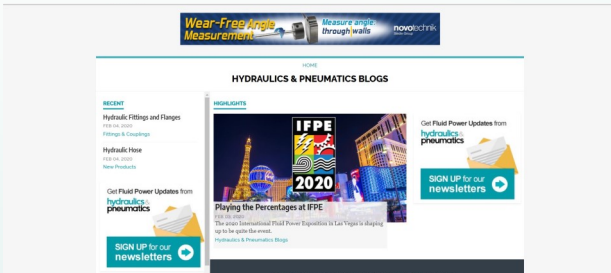 Wear-Free Angle
Measurement
Measure angle
through walls
novotechnik
HOME
HYDRAULICS & PNEUMATICS BLOGS
RECENT
Hydraulic Fittings and Flanges
FEB 04, 2020
Fittings & Couplings
Hydraulic Hose
FEB 04, 2020
New Products
Get Fluid Power Updates from
hydraulics&
pneumatics
SIGN UP for our
newsletters
HIGHLIGHTS
IFPE
2020
Playing the Percentages at IFPE
2020
The 2020 International Fluid Power Exposition in Las Vegas is shaping
up to be quite the event.
Hydraulics & Pneumatics Blogs
Get Fluid Power Updates from
hydraulics&
pneumatics
SIGN UP for our
newsletters